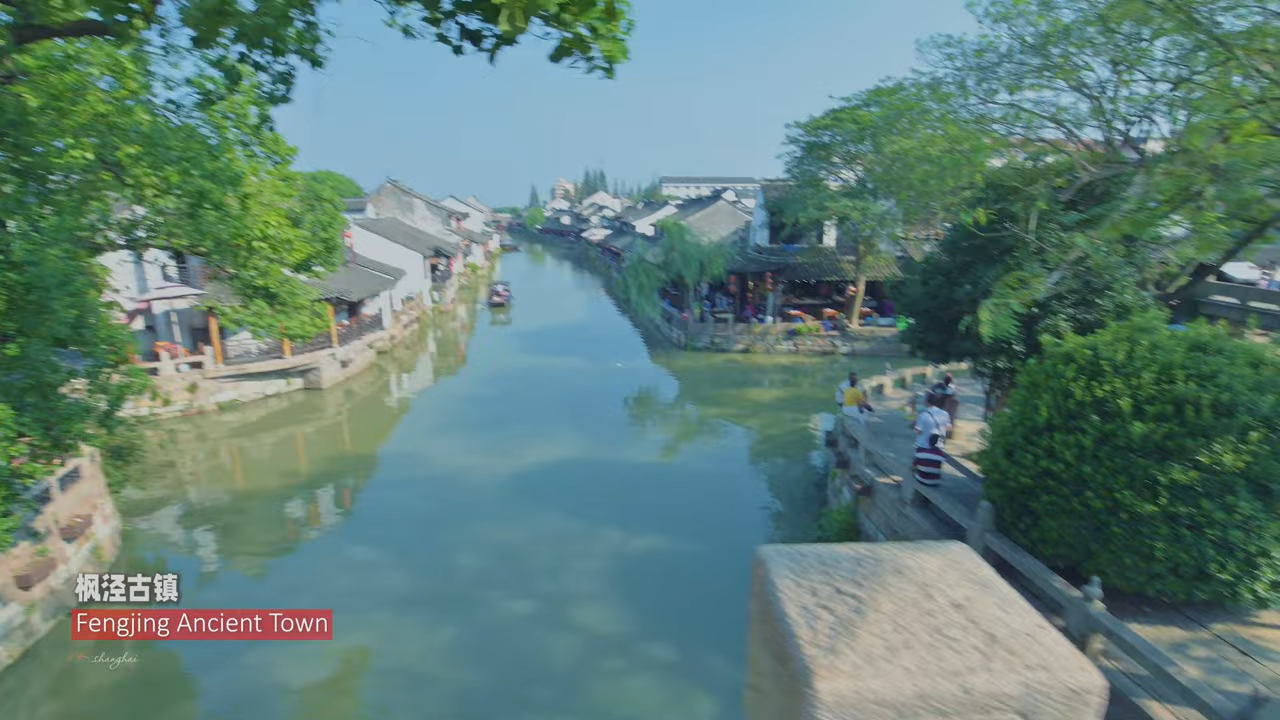 枫泾古镇
Fengjing Ancient Town
shanghai